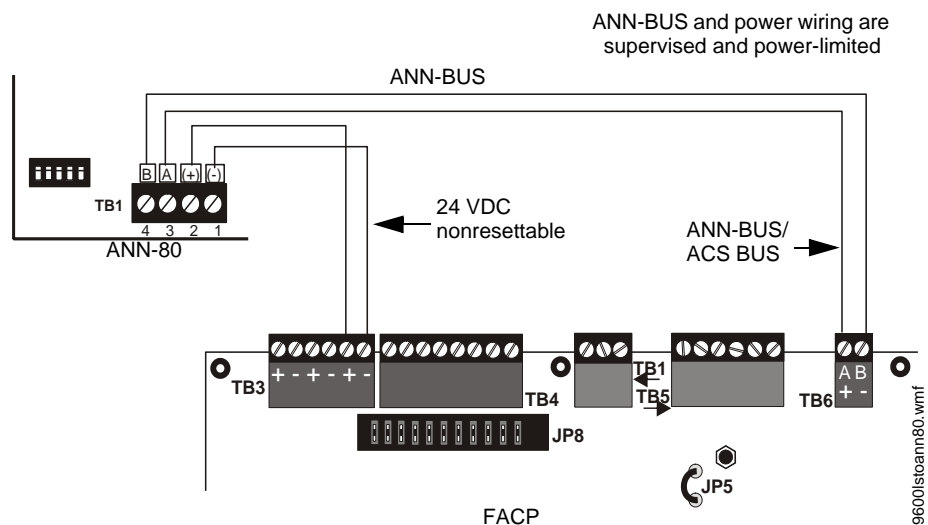 ANN-BUS and power wiring are
supervised and power-limited
ANN-BUS
B A (+) (-)
TB1
4 3 2 1
ANN-80
24 VDC
nonresettable
ANN-BUS/
ACS BUS
TB3
+ - + - + -
TB4
TB1
TB5
TB6
A B
+ -
JP8
JP5
FACP
9600lstoann80.wmf